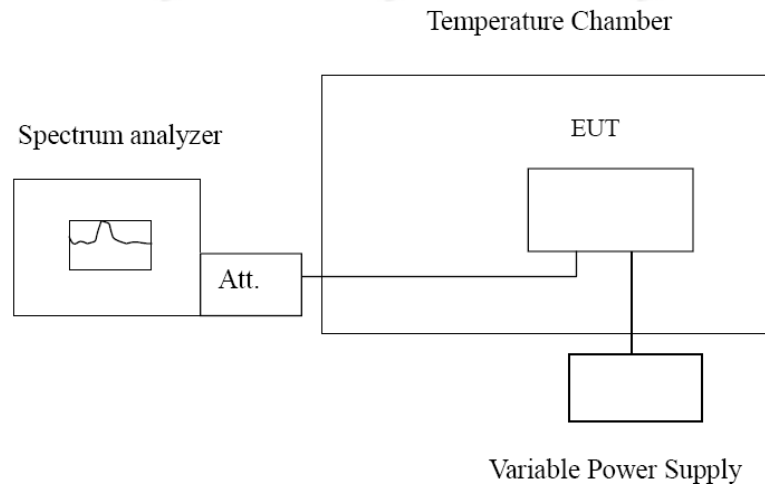 Temperature Chamber
EUT
Spectrum analyzer
Att.
Variable Power Supply